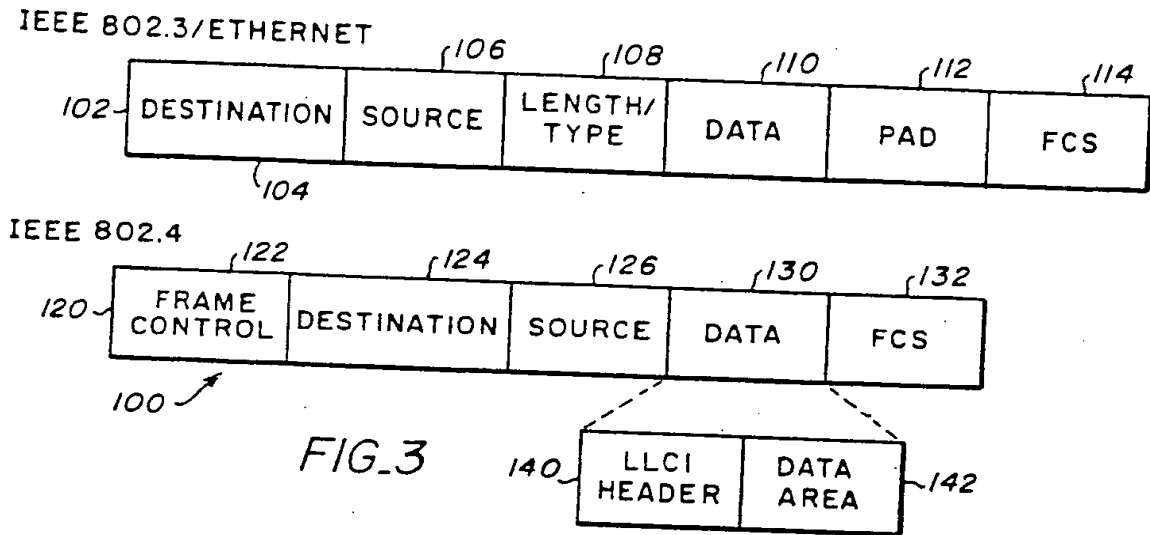 IEEE 802.3/ETHERNET
106 108 110 112 114
102 DESTINATION SOURCE LENGTH/TYPE DATA PAD FCS
104
IEEE 802.4
122 124 126 130 132
120 FRAME CONTROL DESTINATION SOURCE DATA FCS
100
FIG_3
140 LLCI HEADER DATA AREA 142